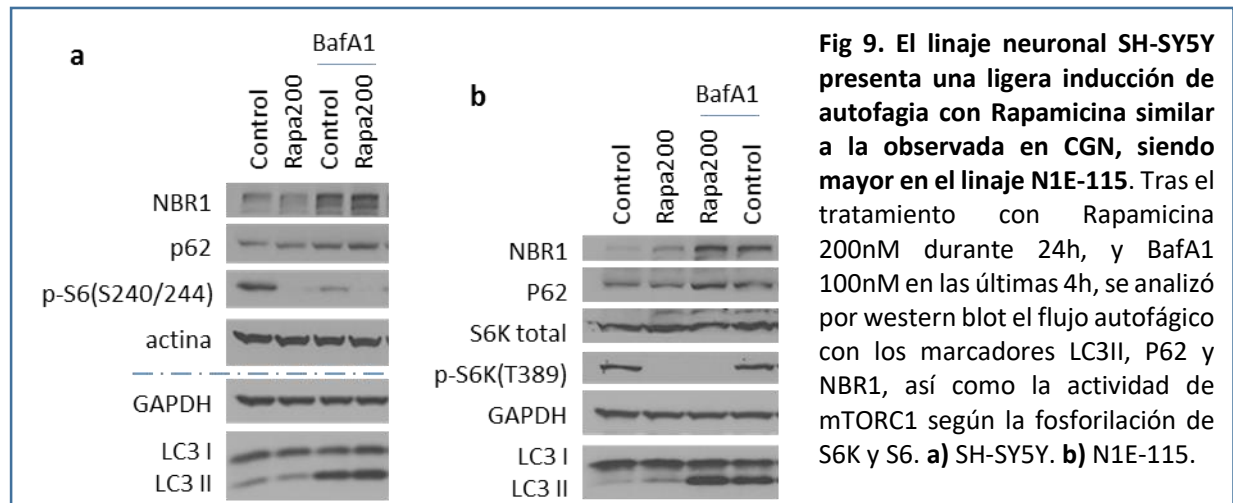 a
BafA1
Control
Rapa200
Control
Rapa200
NBR1
p62
p-S6(S240/244)
actina
GAPDH
LC3 I
LC3 II
b
BafA1
Control
Rapa200
Rapa200
Control
NBR1
P62
S6K total
p-S6K(T389)
GAPDH
LC3 I
LC3 II
Fig 9. El linaje neuronal SH-SY5Y
presenta una ligera inducción de
autofagia con Rapamicina similar
a la observada en CGN, siendo
mayor en el linaje N1E-115. Tras el
tratamiento con Rapamicina
200nM durante 24h, y BafA1
100nM en las últimas 4h, se analizó
por western blot el flujo autofágico
con los marcadores LC3II, P62 y
NBR1, así como la actividad de
mTORC1 según la fosforilación de
S6K y S6. a) SH-SY5Y. b) N1E-115.